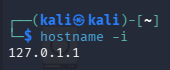 ┌──(kali㉿kali)-[~]
└─$ hostname -i
127.0.1.1